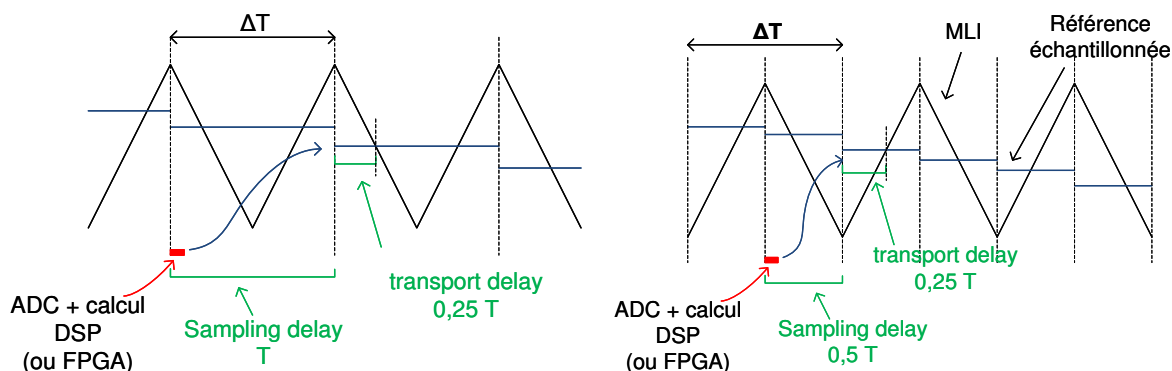 ΔT
ADC + calcul
DSP
(ou FPGA)
Sampling delay
T
transport delay
0,25 T
ΔT
MLI
Référence
échantillonnée
ADC + calcul
DSP
(ou FPGA)
Sampling delay
0,5 T
transport delay
0,25 T